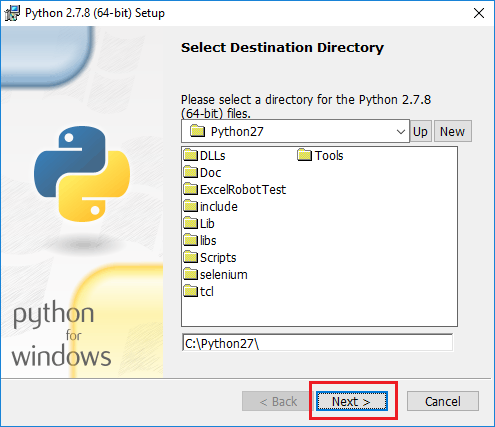 Python 2.7.8 (64-bit) Setup
Select Destination Directory
Please select a directory for the Python 2.7.8
(64-bit) files.
Python27
Up
New
DLLs
Doc
ExcelRobotTest
include
Lib
libs
Scripts
selenium
tcl
Tools
C:\Python27\
python
for
windows
< Back
Next >
Cancel